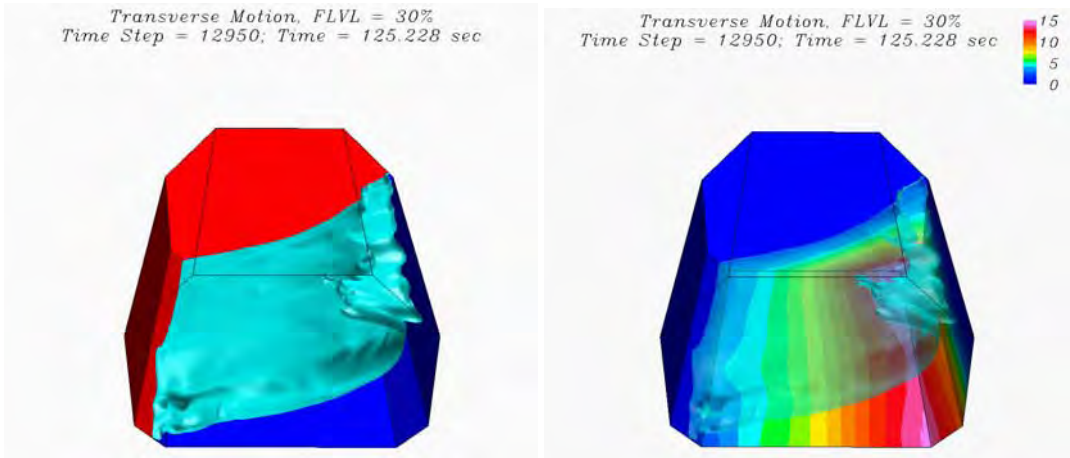 Transverse Motion, FLVL = 30%
Time Step = 12950; Time = 125.228 sec
Transverse Motion, FLVL = 30%
Time Step = 12950; Time = 125.228 sec
15
10
5
0